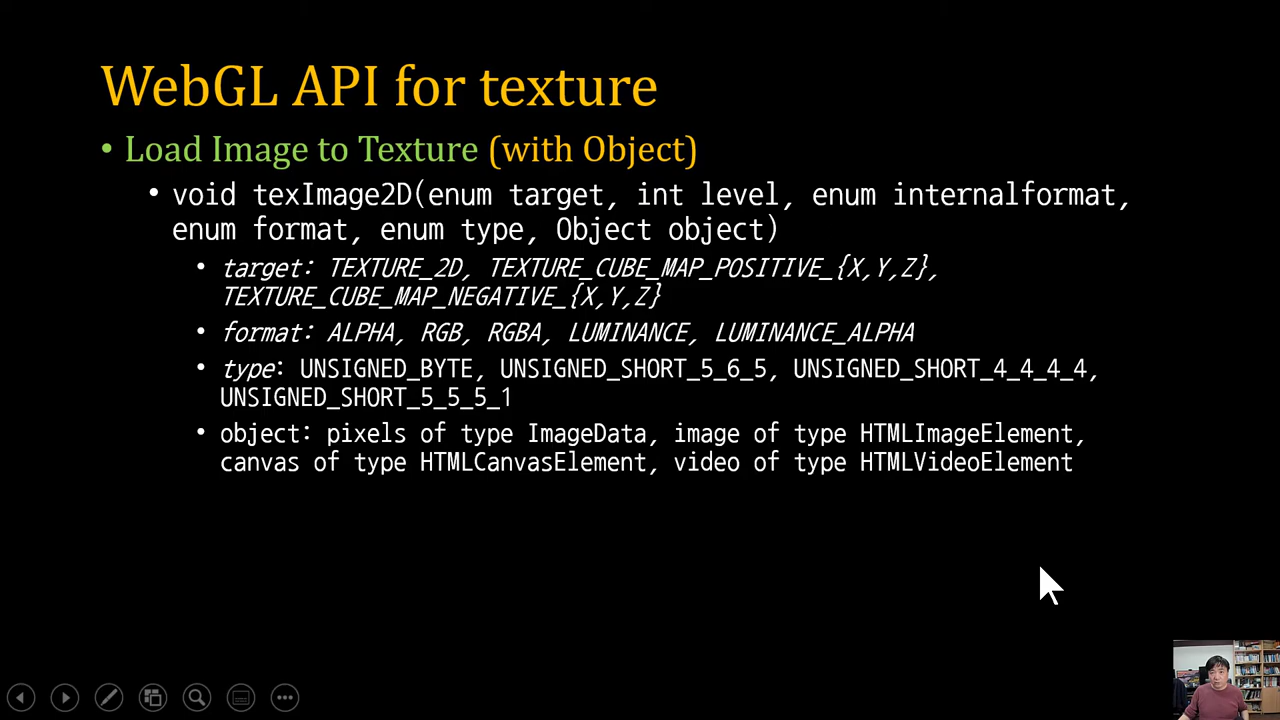 WebGL API for texture
• Load Image to Texture (with Object)
• void texImage2D(enum target, int level, enum internalformat,
enum format, enum type, Object object)
• target: TEXTURE_2D, TEXTURE_CUBE_MAP_POSITIVE_{X,Y,Z},
TEXTURE_CUBE_MAP_NEGATIVE_{X,Y,Z}
• format: ALPHA, RGB, RGBA, LUMINANCE, LUMINANCE_ALPHA
• type: UNSIGNED_BYTE, UNSIGNED_SHORT_5_6_5, UNSIGNED_SHORT_4_4_4_4,
UNSIGNED_SHORT_5_5_5_1
• object: pixels of type ImageData, image of type HTMLImageElement,
canvas of type HTMLCanvasElement, video of type HTMLVideoElement